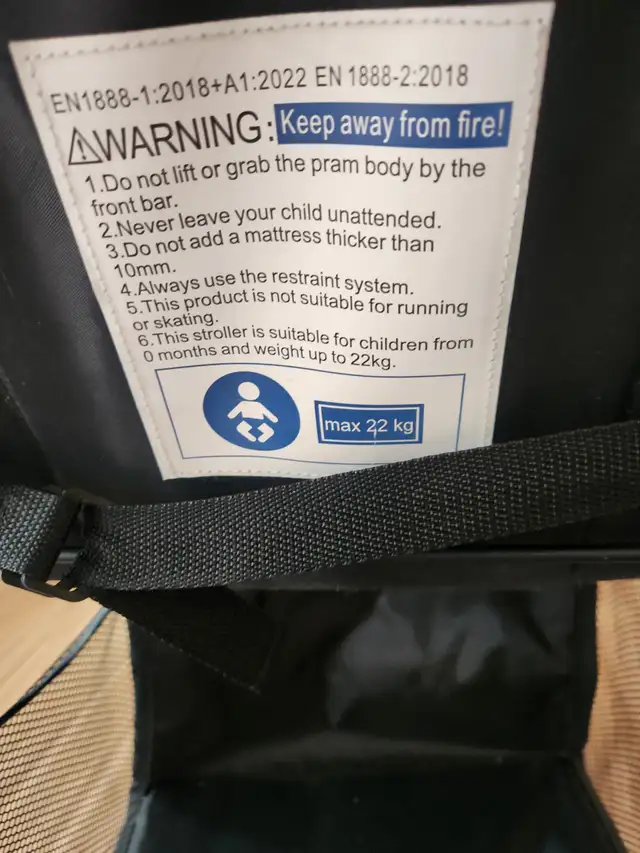 EN1888-1:2018+A1:2022 EN 1888-2:2018
WARNING: Keep away from fire!
1.Do not lift or grab the pram body by the
front bar.
2.Never leave your child unattended.
3.Do not add a mattress thicker than
10mm.
4.Always use the restraint system.
5.This product is not suitable for running
or skating.
6.This stroller is suitable for children from
0 months and weight up to 22kg.
max 22 kg